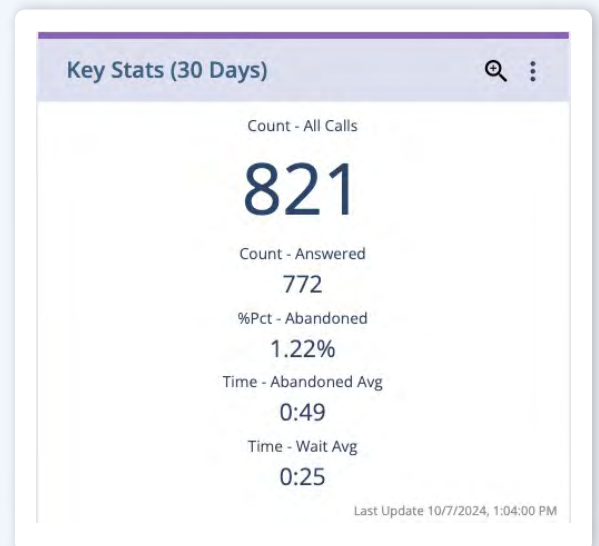 Key Stats (30 Days)
Count - All Calls
821
Count - Answered
772
%Pct - Abandoned
1.22%
Time - Abandoned Avg
0:49
Time - Wait Avg
0:25
Last Update 10/7/2024, 1:04:00 PM